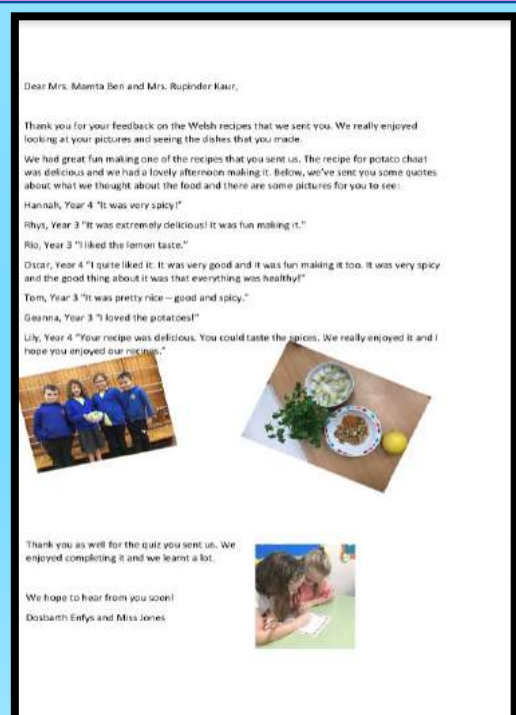 Dear Mrs. Mamta Beri and Mrs. Rupinder Kaur,
Thank you for your feedback on the Welsh recipes that we sent you. We really enjoyed
looking at your pictures and seeing the dishes that you made.
We had great fun making one of the recipes that you sent us. The recipe for potato chaat
was delicious and we had a lovely afternoon making it. Below, we've sent you some quotes
about what we thought about the food and there are some pictures for you to see:
Hannah, Year 4 "It was very spicy!"
Rhys, Year 3 "It was extremely delicious! It was fun making it."
Rio, Year 3 "I liked the lemon taste."
Oscar, Year 4 "I quite liked it. It was very good and it was fun making it too. It was very spicy
and the good thing about it was that everything was healthy!"
Tom, Year 3 "It was pretty nice – good and spicy."
Geanna, Year 3 "I loved the potatoes!"
Lily, Year 4 "Your recipe was delicious. You could taste the spices. We really enjoyed it and I
hope you enjoyed our recipes."
Thank you as well for the quiz you sent us. We
enjoyed completing it and we learnt a lot.
We hope to hear from you soon!
Dosbarth Enfys and Miss Jones